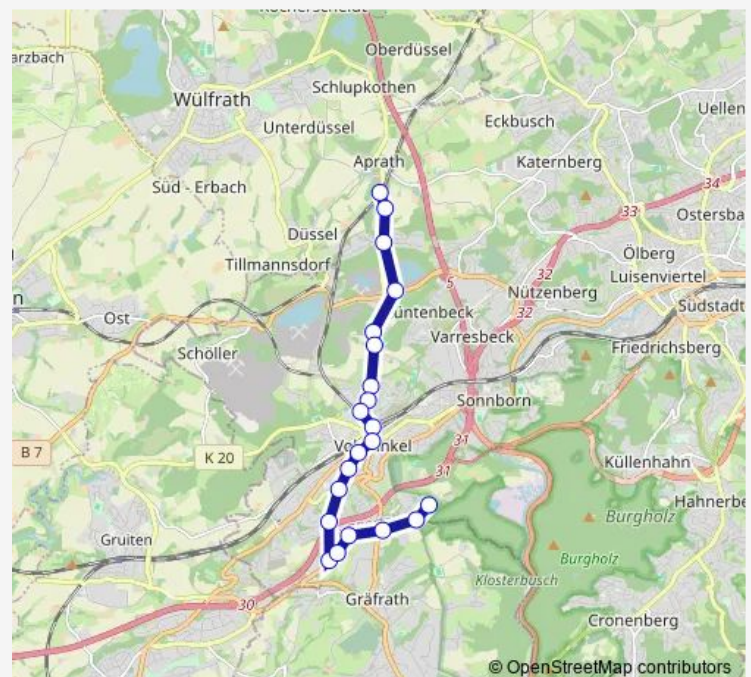 Oberdüssel
arzbach
Schlupkothen
Wülfrath
Uellen
Unterdüssel
Eckbusch
Aprath
Katernberg
Süd - Erbach
34
33
Ostersba
Düssel
Ölberg
Tillmannsdorf
32
Luisenviertel
5
Nützenberg
Ost
üntenbeck
32
Südstadt
Varresbeck
Schöller
Friedrichsberg
Sonnborn
31
B 7
K 20
Küllenhahn
31
Hahnerbe
Burgholz
Gruiten
Burgholz
Klosterbusch
30
Gräfrath
Cronenberg
© OpenStreetMap contributors